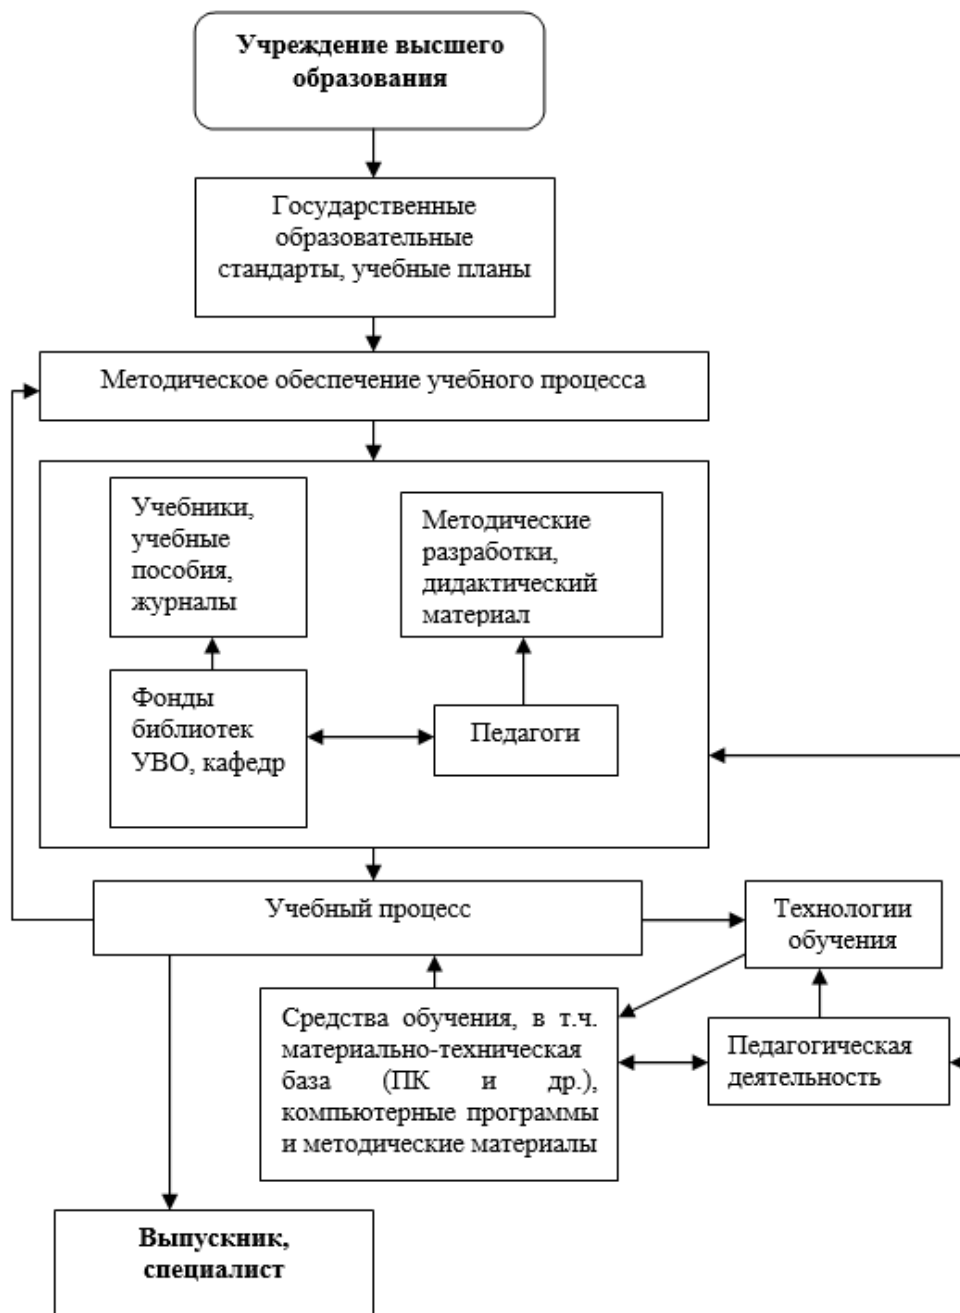 Учреждение высшего
образования
Государственные
образовательные
стандарты, учебные планы
Методическое обеспечение учебного процесса
Учебники,
учебные
пособия,
журналы
Методические
разработки,
дидактический
материал
Фонды
библиотек
УВО, кафедр
Педагоги
Учебный процесс
Технологии
обучения
Средства обучения, в т.ч.
материально-техническая
база (ПК и др.),
компьютерные программы
и методические материалы
Педагогическая
деятельность
Выпускник,
специалист